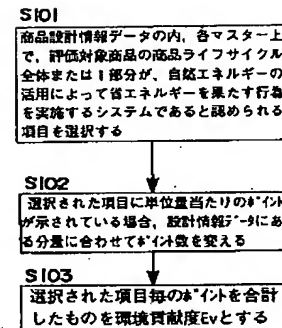 S101
商品設計情報データの内、各マスター上
で、評価対象商品の商品ライフサイクル
全体または１部分が、自然エネルギーの
活用によって省エネルギーを果たす行為
を実施するシステムであると認められる
項目を選択する
S102
選択された項目に単位量当たりのﾎﾟｲﾝﾄ
が示されている場合、設計情報ﾃﾞｰﾀにあ
る分量に合わせてﾎﾟｲﾝﾄ数を変える
S103
選択された項目毎のﾎﾟｲﾝﾄを合計
したものを環境貢献度Evとする